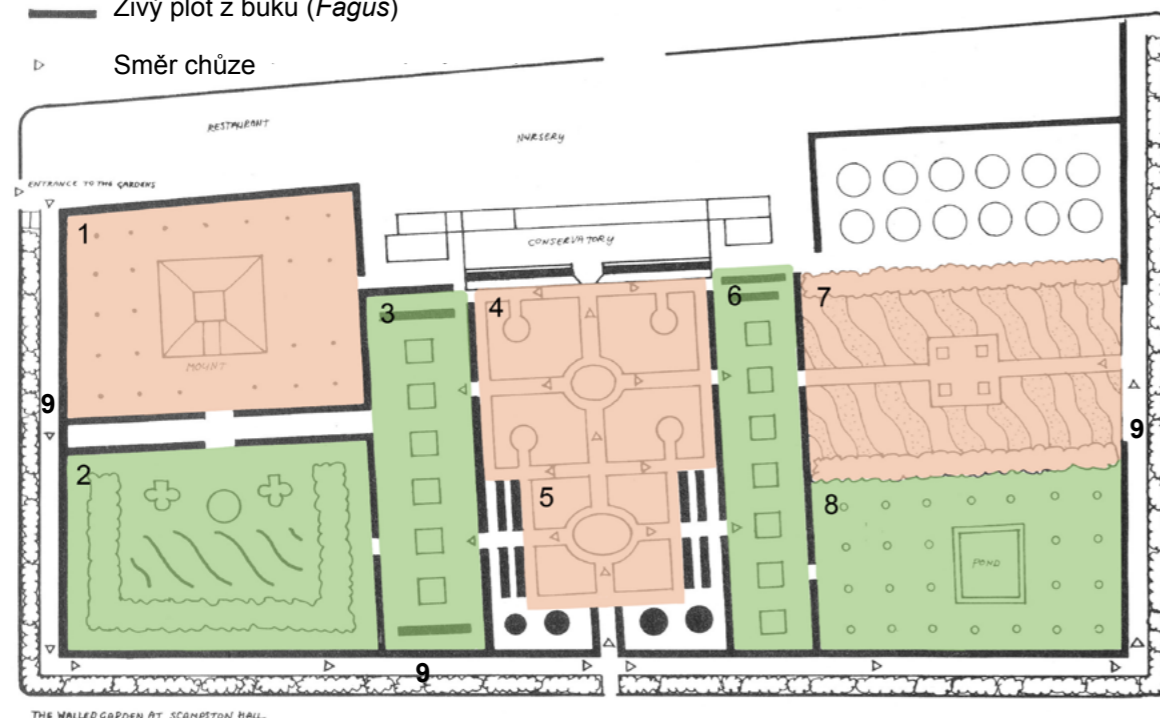 Živý plot z buku (Fagus)
Směr chůze
RESTAURANT
NURSERY
ENTRANCE TO THE GARDENS
CONSERVATORY
1
MOUNT
2
3
4
5
6
7
8
POND
9
9
9
THE WALLED GARDEN AT SCAMPSTON HALL